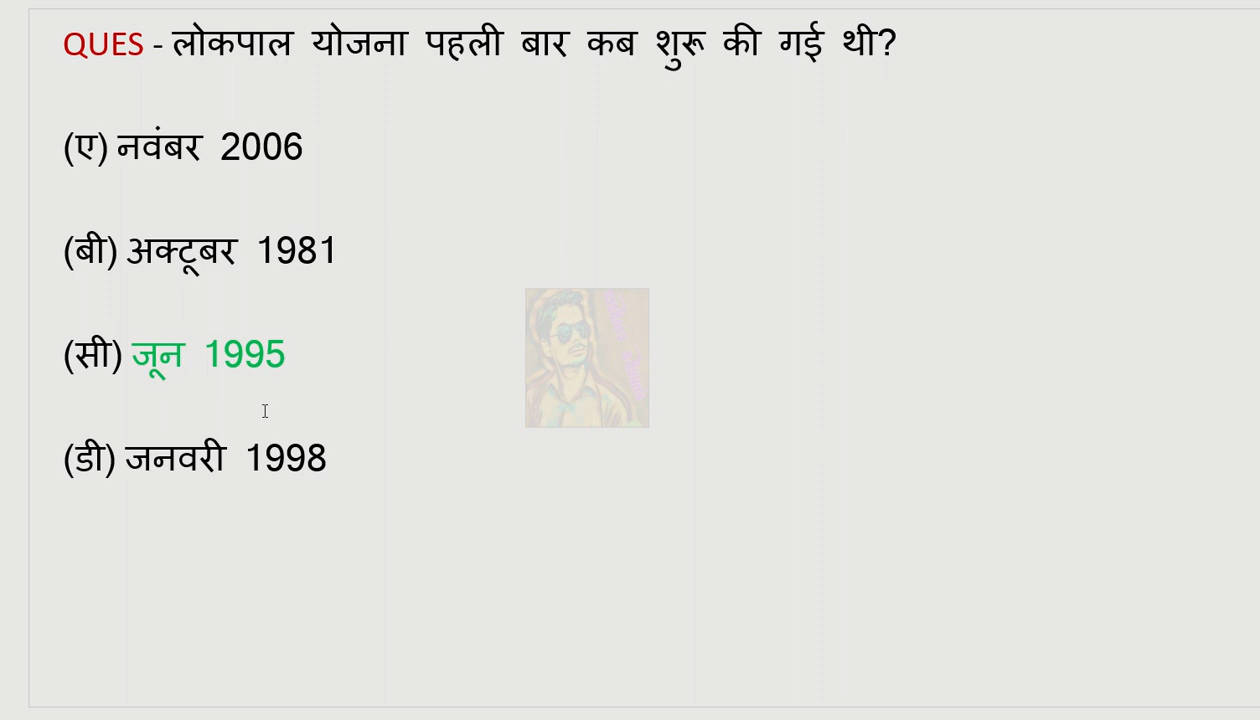 QUES - लोकपाल योजना पहली बार कब शुरू की गई थी?
(ए) नवंबर 2006
(बी) अक्टूबर 1981
(सी) जून 1995
(डी) जनवरी 1998